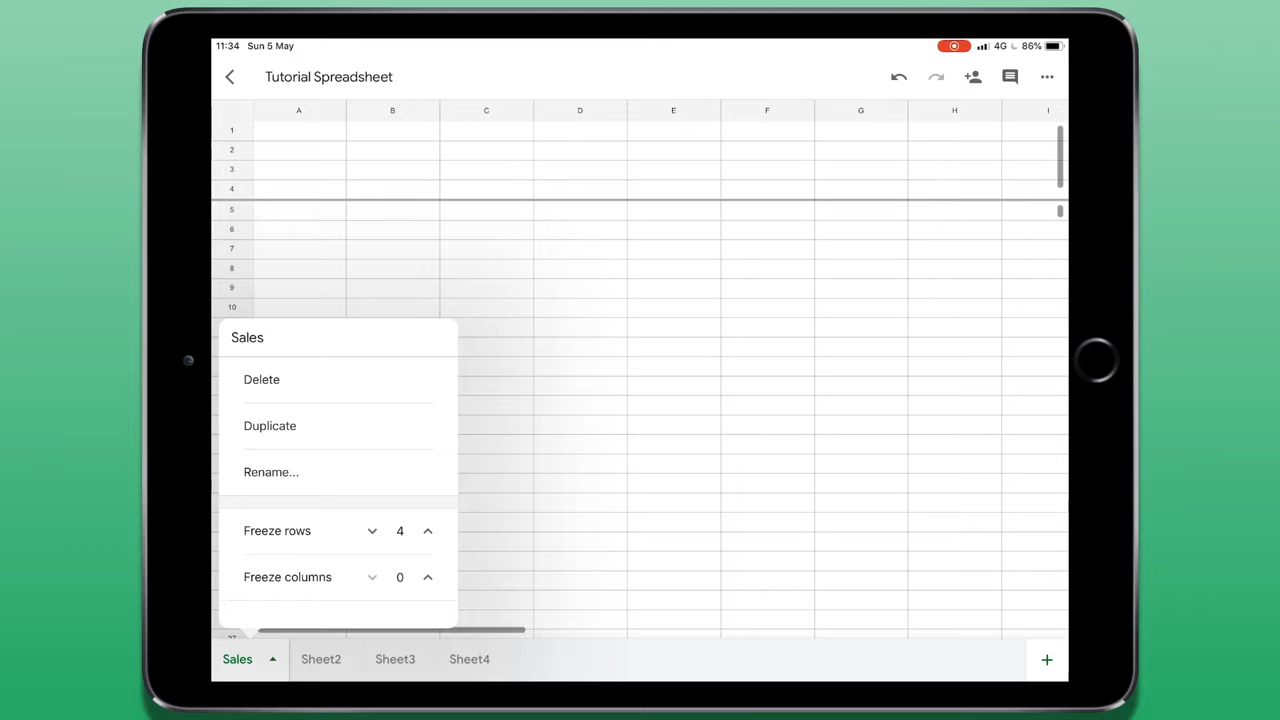 11:34 Sun 5 May 4G 86%
Tutorial Spreadsheet
A B C D E F G H I
1
2
3
4
5
6
7
8
9
10
Sales
Delete
Duplicate
Rename...
Freeze rows 4
Freeze columns 0
Sales Sheet2 Sheet3 Sheet4 +